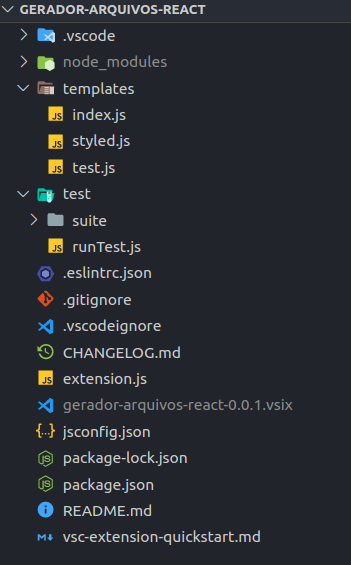 GERADOR-ARQUIVOS-REACT
.vscode
node_modules
templates
JS index.js
JS styled.js
JS test.js
test
suite
JS runTest.js
.eslintrc.json
.gitignore
.vscodeignore
CHANGELOG.md
JS extension.js
gerador-arquivos-react-0.0.1.vsix
{..} jsconfig.json
JS package-lock.json
JS package.json
README.md
vsc-extension-quickstart.md